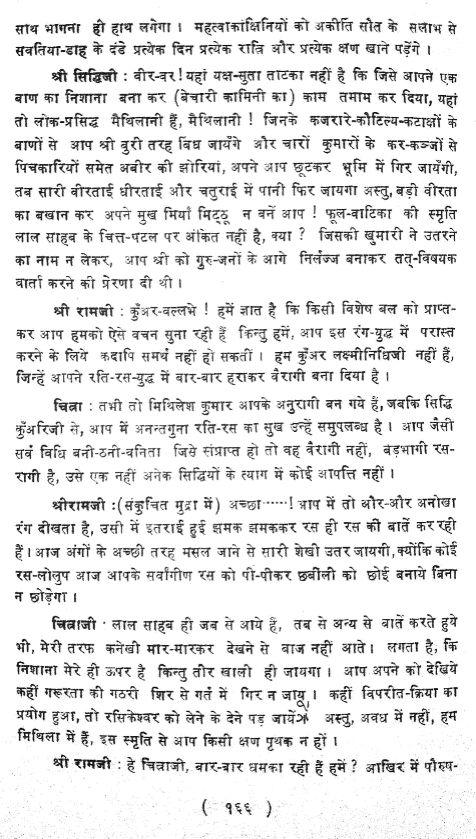 साथ भागना ही हाथ लगेगा । महत्वाकांक्षिनियों को अकीर्ति सौत के सलाभ से
सवतिया-डाह के दंडे प्रत्येक दिन प्रत्येक रात्रि और प्रत्येक क्षण खाने पड़ेंगे ।
श्री सिद्धिजी : वीर-वर! यहां यक्ष-सुता ताटका नहीं है कि जिसे आपने एक
बाण का निशाना बना कर (बेचारी कामिनी का) काम तमाम कर दिया, यहां
तो लोक-प्रसिद्ध मैथिलानी हैं, मैथिलानी ! जिनके कजरारे-कौटिल्य-कटाक्षों के
बाणों से आप श्री बुरी तरह बिध जायँगे और चारों कुमारों के कर-कञ्जों से
पिचकारियों समेत अबीर की झोरियां, अपने आप छूटकर भूमि में गिर जायँगी,
तब सारी वीरताई धीरताई और चतुराई में पानी फिर जायगा अस्तु, बड़ी वीरता
का बखान कर अपने मुख मियाँ मिट्ठू न बनें आप ! फूल-वाटिका की स्मृति
लाल साहब के चित्त-पटल पर अंकित नहीं है, क्या ? जिसकी खुमारी ने उतरने
का नाम न लेकर, आप श्री को गुरु-जनों के आगे निर्लज्ज बनाकर तत्-विषयक
वार्ता करने की प्रेरणा दी थी ।
श्री रामजी : कुँअर-वल्लभे ! हमें ज्ञात है कि किसी विशेष बल को प्राप्त-
कर आप हमको ऐसे वचन सुना रही हैं किन्तु हमें, आप इस रंग-युद्ध में परास्त
करने के लिये कदापि समर्थ नहीं हो सकतीं । हम कुँअर लक्ष्मीनिधिजी नहीं हैं,
जिन्हें आपने रति-रस-युद्ध में बार-बार हराकर वैरागी बना दिया है ।
चित्रा : तभी तो मिथिलेश कुमार आपके अनुरागी बन गये हैं, जबकि सिद्धि
कुँअरिजी से, आप में अनन्तगुना रति-रस का सुख उन्हें समुपलब्ध है । आप जैसी
सर्व विधि बनी-ठनी-वनिता जिसे संप्राप्त हो तो वह वैरागी नहीं, बड़भागी रस-
रागी है, उसे एक नहीं अनेक सिद्धियों के त्याग में कोई आपत्ति नहीं ।
श्रीरामजी :(संकुचित मुद्रा में) अच्छा······! आप में तो और-और अनोखा
रंग दीखता है, उसी में इतराई हुई झमक झमककर रस ही रस की बातें कर रही
हैं । आज अंगों के अच्छी तरह मसल जाने से सारी शेखी उतर जायगी, क्योंकि कोई
रस-लोलुप आज आपके सर्वांगीण रस को पी-पीकर छबीली को छोई बनाये बिना
न छोड़ेगा ।
चित्राजी : लाल साहब ही जब से आये हैं, तब से अन्य से बातें करते हुये
भी, मेरी तरफ कनेखी मार-मारकर देखने से बाज नहीं आते । लगता है, कि
निशाना मेरे ही ऊपर है किन्तु तीर खाली ही जायगा । आप अपने को देखिये
कहीं गरूरता की गठरी शिर से गर्त में गिर न जाय । कहीं विपरीत-क्रिया का
प्रयोग हुआ, तो रसिकेश्वर को लेने के देने पड़ जायेंगे अस्तु, अवध में नहीं, हम
मिथिला में हैं, इस स्मृति से आप किसी क्षण पृथक न हों ।
श्री रामजी : हे चित्राजी, बार-बार धमका रही हैं हमें ? आखिर में पौरुष-
( १६६ )